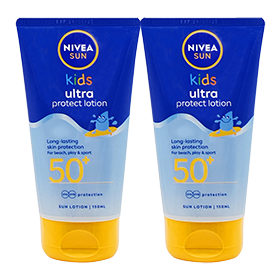 NIVEA
SUN
kids
ultra
protect lotion
Long-lasting
skin protection
For beach, play & sport
50+
protection
SUN LOTION | 150ML
NIVEA
SUN
kids
ultra
protect lotion
Long-lasting
skin protection
For beach, play & sport
50+
protection
SUN LOTION | 150ML